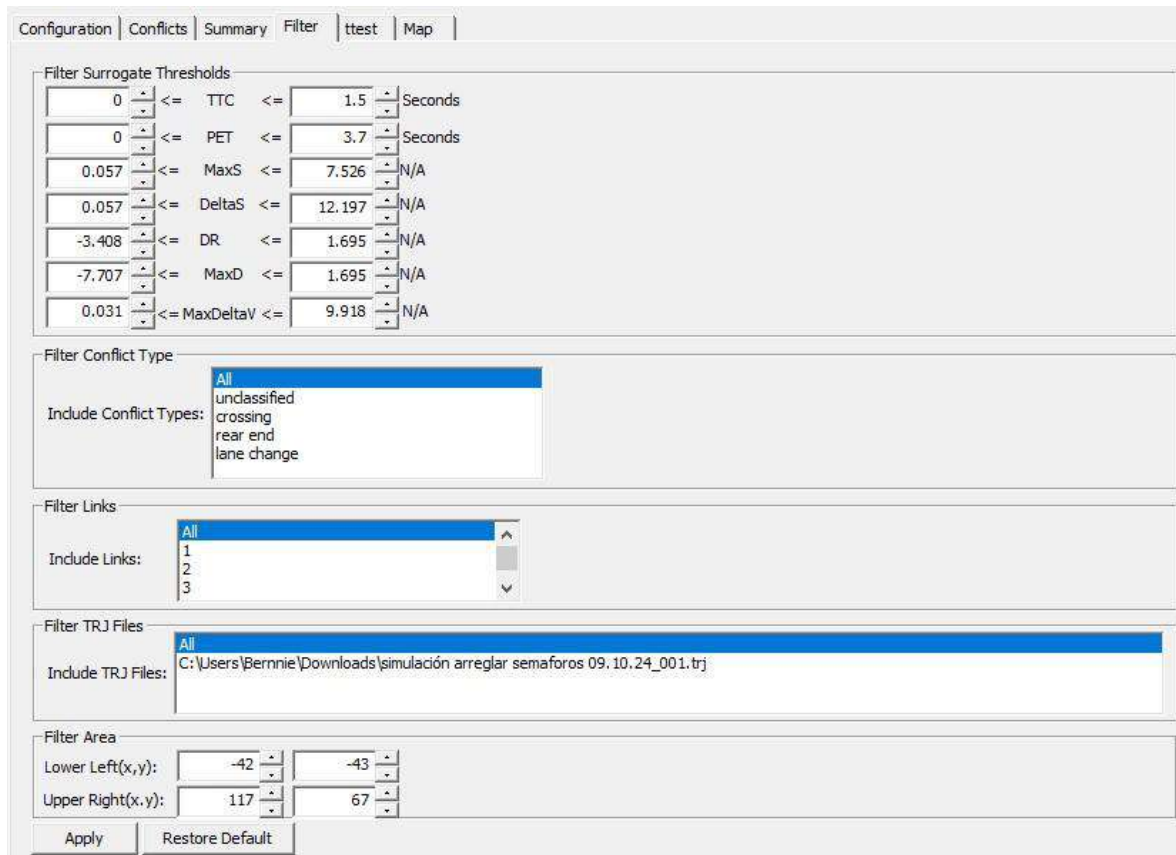 Configuration Conflicts Summary Filter ttest Map
Filter Surrogate Thresholds
0 <= TTC <= 1.5 Seconds
0 <= PET <= 3.7 Seconds
0.057 <= MaxS <= 7.526 N/A
0.057 <= DeltaS <= 12.197 N/A
-3.408 <= DR <= 1.695 N/A
-7.707 <= MaxD <= 1.695 N/A
0.031 <= MaxDeltaV <= 9.918 N/A
Filter Conflict Type
Include Conflict Types:
All
unclassified
crossing
rear end
lane change
Filter Links
Include Links:
All
1
2
3
Filter TRJ Files
Include TRJ Files:
All
C:\Users\Bernnie\Downloads\simulación arreglar semaforos 09.10.24_001.trj
Filter Area
Lower Left(x,y): -42 -43
Upper Right(x.y): 117 67
Apply Restore Default